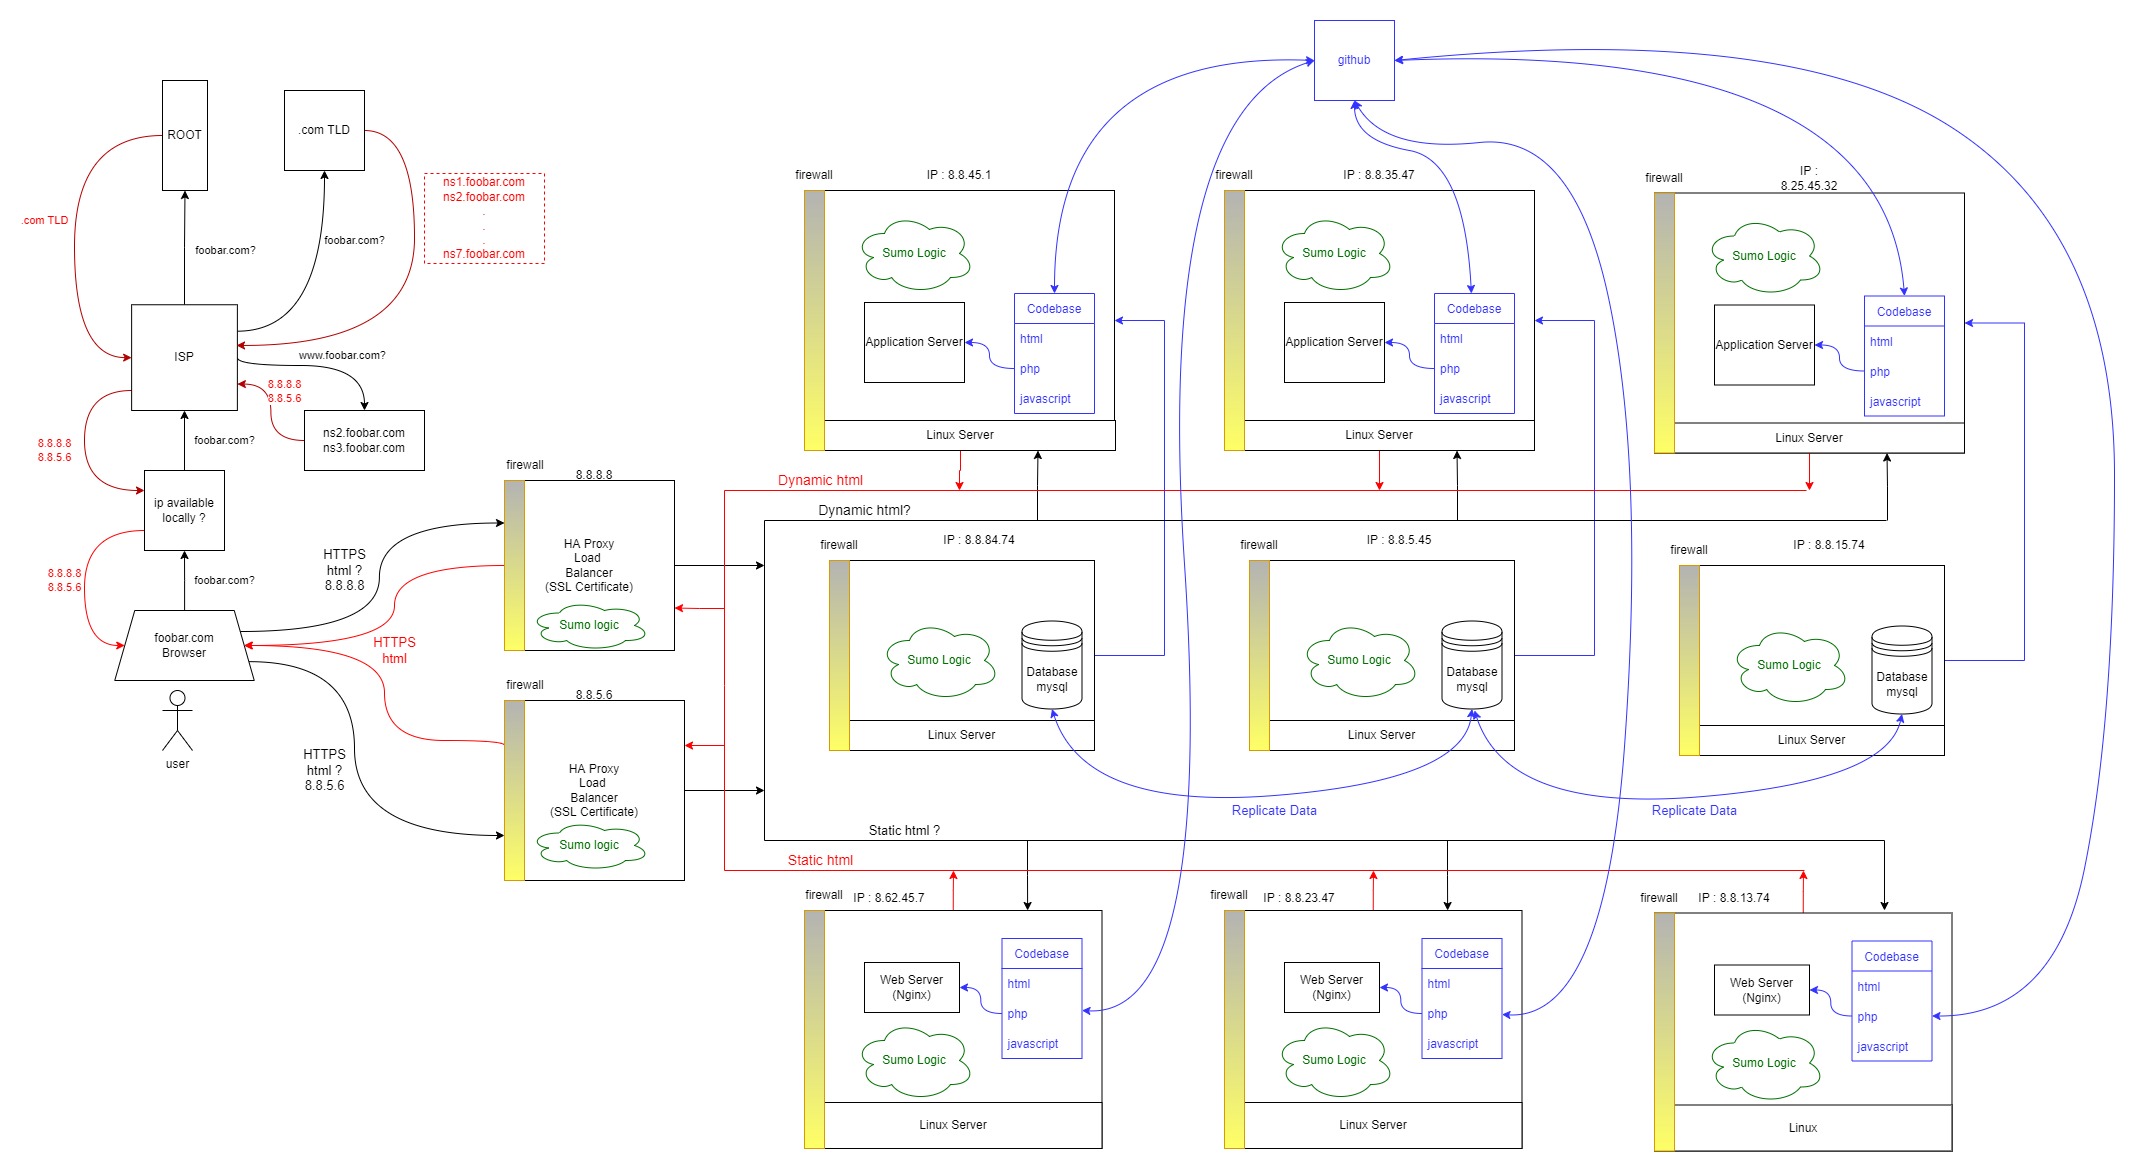 github
ROOT
.com TLD
ns1.foobar.com
ns2.foobar.com
.
.
.
ns7.foobar.com
.com TLD
foobar.com?
foobar.com?
ISP
www.foobar.com?
8.8.8.8
8.8.5.6
ns2.foobar.com
ns3.foobar.com
8.8.8.8
8.8.5.6
foobar.com?
ip available
locally ?
8.8.8.8
8.8.5.6
foobar.com?
foobar.com
Browser
user
HTTPS
html ?
8.8.8.8
HTTPS
html
HTTPS
html ?
8.8.5.6
firewall
8.8.8.8
HA Proxy
Load
Balancer
(SSL Certificate)
Sumo logic
firewall
8.8.5.6
HA Proxy
Load
Balancer
(SSL Certificate)
Sumo logic
firewall
IP : 8.8.45.1
Sumo Logic
Application Server
Codebase
html
php
javascript
Linux Server
firewall
IP : 8.8.35.47
Sumo Logic
Application Server
Codebase
html
php
javascript
Linux Server
firewall
IP :
8.25.45.32
Sumo Logic
Application Server
Codebase
html
php
javascript
Linux Server
Dynamic html
Dynamic html?
firewall
IP : 8.8.84.74
Sumo Logic
Database
mysql
Linux Server
firewall
IP : 8.8.5.45
Sumo Logic
Database
mysql
Linux Server
firewall
IP : 8.8.15.74
Sumo Logic
Database
mysql
Linux Server
Replicate Data
Replicate Data
Static html ?
Static html
firewall
IP : 8.62.45.7
Web Server
(Nginx)
Codebase
html
php
javascript
Sumo Logic
Linux Server
firewall
IP : 8.8.23.47
Web Server
(Nginx)
Codebase
html
php
javascript
Sumo Logic
Linux Server
firewall
IP : 8.8.13.74
Web Server
(Nginx)
Codebase
html
php
javascript
Sumo Logic
Linux